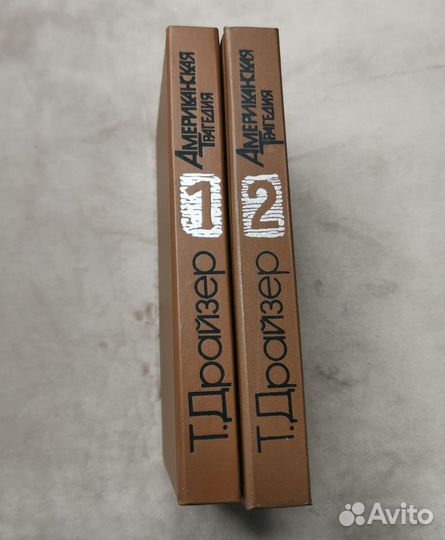 Т. Драйзер
1
Американская
Трагедия
Т. Драйзер
2
Американская
Трагедия
Avito